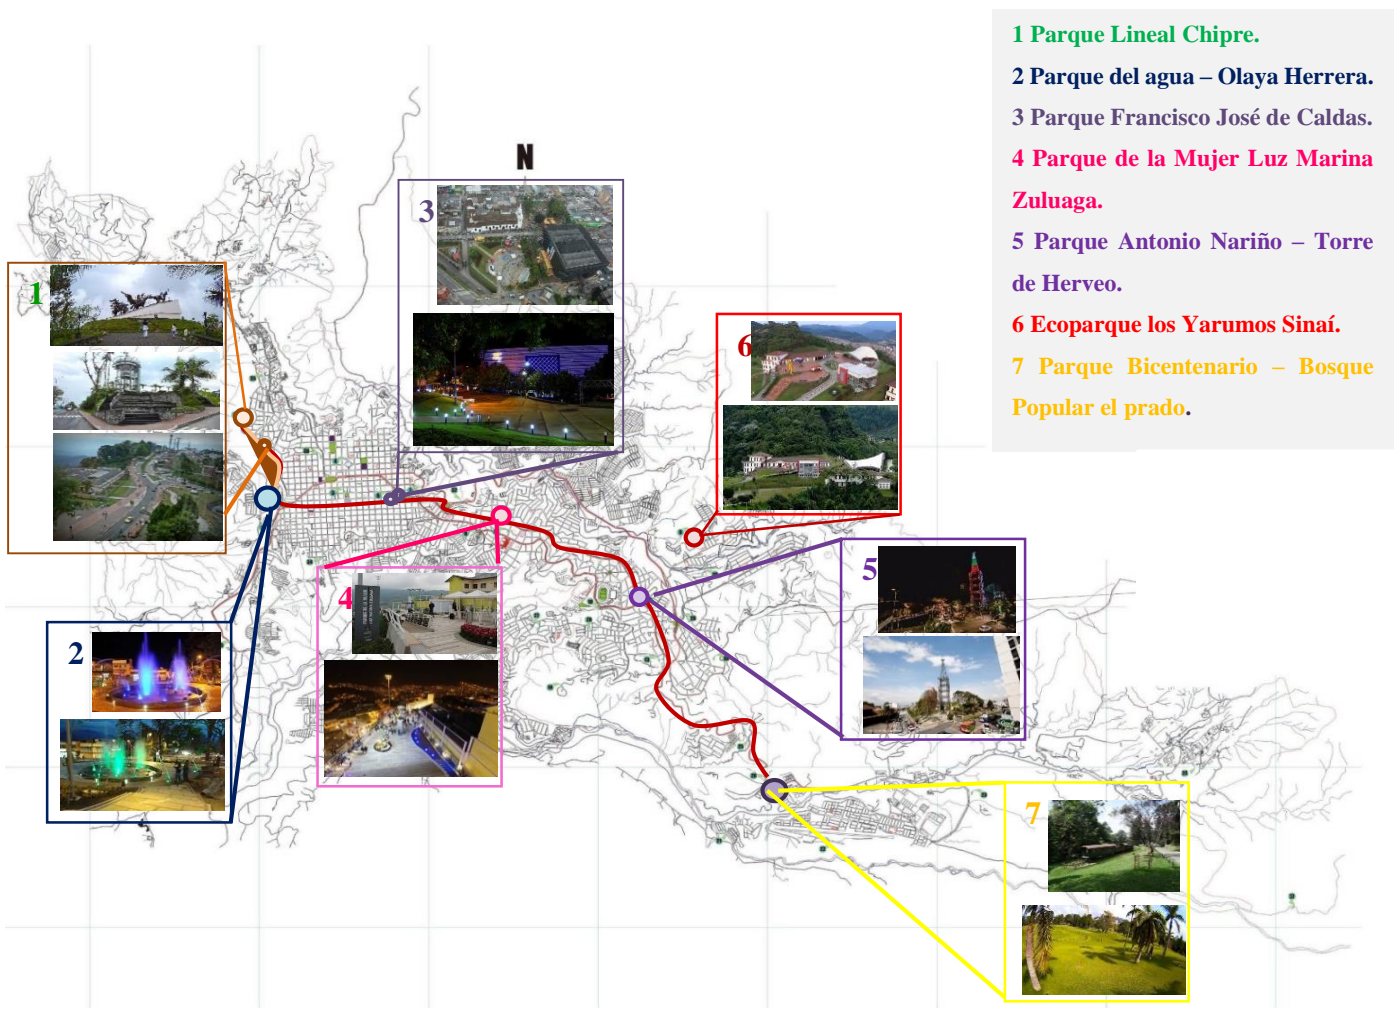 1 Parque Lineal Chipre.
2 Parque del agua – Olaya Herrera.
3 Parque Francisco José de Caldas.
4 Parque de la Mujer Luz Marina
Zuluaga.
5 Parque Antonio Nariño – Torre
de Herveo.
6 Ecoparque los Yarumos Sinaí.
7 Parque Bicentenario – Bosque
Popular el prado.
N
3
1
6
5
4
2
7